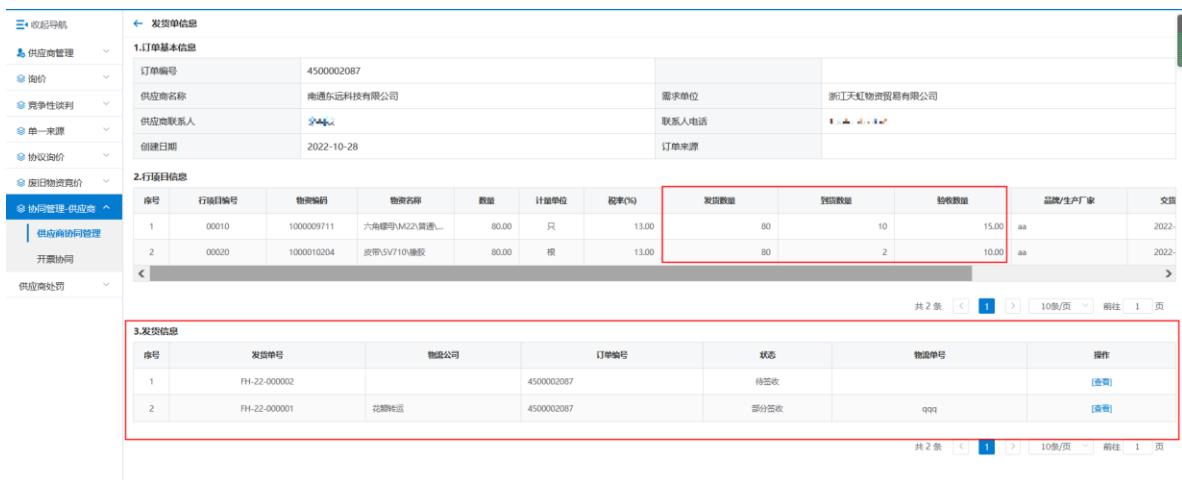 收起导航
← 发货单信息
供应商管理
询价
竞争性谈判
单一来源
协议询价
废旧物资竞价
协同管理-供应商
供应商协同管理
开票协同
供应商处罚
1.订单基本信息
订单编号 4500002087
供应商名称 南通东远科技有限公司 需求单位 浙江天虹物资贸易有限公司
供应商联系人 联系人电话
创建日期 2022-10-28 订单来源
2.行项目信息
序号 行项目编号 物资编码 物资名称 数量 计量单位 税率(%) 发货数量 到货数量 验收数量 品牌/生产厂家 交货
1 00010 1000009711 六角螺母\M22\普通\... 80.00 只 13.00 80 10 15.00 aa 2022-
2 00020 1000010204 皮带\5V710\橡胶 80.00 根 13.00 80 2 10.00 aa 2022-
共 2 条 < 1 > 10条/页 前往 1 页
3.发货信息
序号 发货单号 物流公司 订单编号 状态 物流单号 操作
1 FH-22-000002 4500002087 待签收 [查看]
2 FH-22-000001 花颜转运 4500002087 部分签收 qqq [查看]
共 2 条 < 1 > 10条/页 前往 1 页